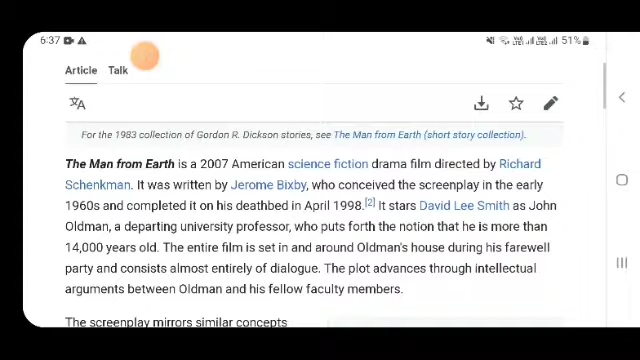 6:37 51%
Article Talk
For the 1983 collection of Gordon R. Dickson stories, see The Man from Earth (short story collection).
The Man from Earth is a 2007 American science fiction drama film directed by Richard
Schenkman. It was written by Jerome Bixby, who conceived the screenplay in the early
1960s and completed it on his deathbed in April 1998.[2] It stars David Lee Smith as John
Oldman, a departing university professor, who puts forth the notion that he is more than
14,000 years old. The entire film is set in and around Oldman's house during his farewell
party and consists almost entirely of dialogue. The plot advances through intellectual
arguments between Oldman and his fellow faculty members.
The screenplay mirrors similar concepts